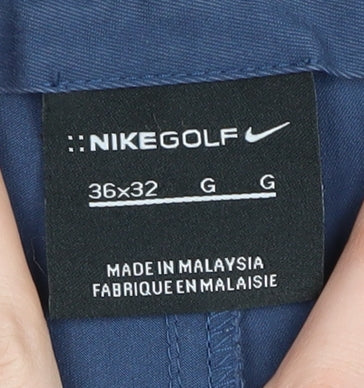 ::NIKEGOLF
36x32 G G
MADE IN MALAYSIA
FABRIQUE EN MALAISIE